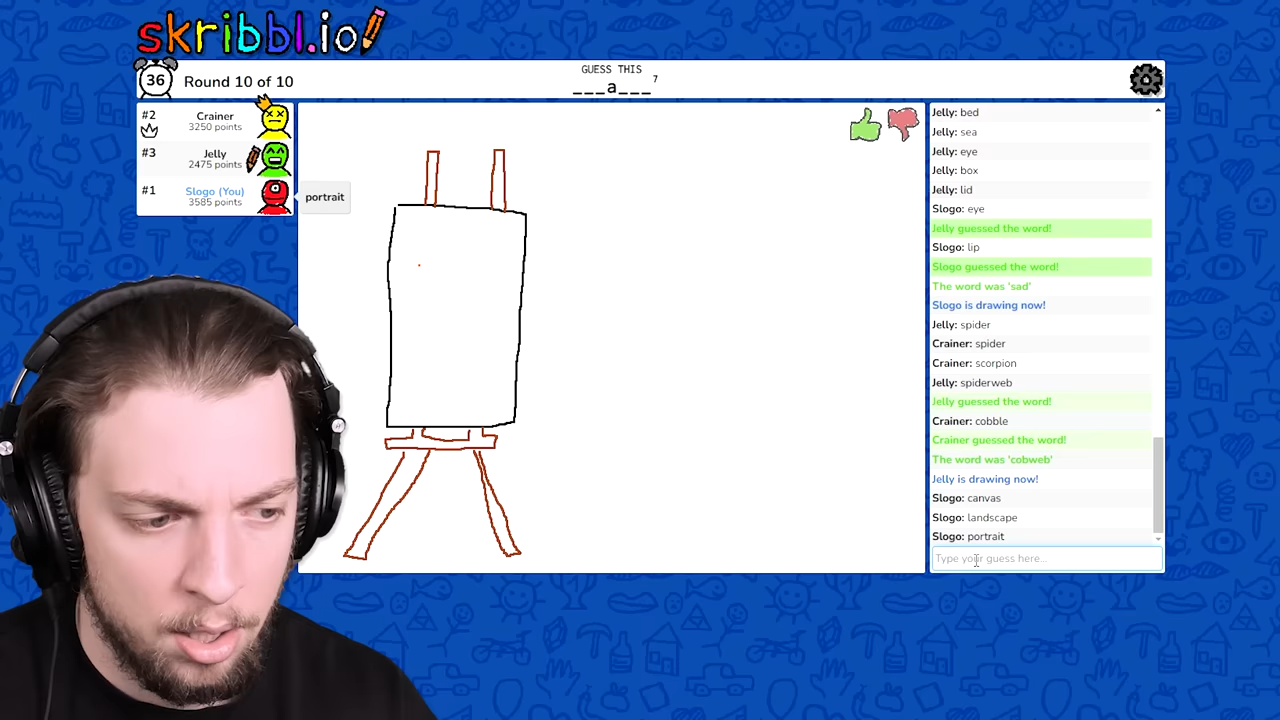 skribbl.io
36
Round 10 of 10
GUESS THIS
___a___ 7
#2
Crainer
3250 points
#3
Jelly
2475 points
#1
Slogo (You)
3585 points
portrait
Jelly: bed
Jelly: sea
Jelly: eye
Jelly: box
Jelly: lid
Slogo: eye
Jelly guessed the word!
Slogo: lip
Slogo guessed the word!
The word was 'sad'
Slogo is drawing now!
Jelly: spider
Crainer: spider
Crainer: scorpion
Jelly: spiderweb
Jelly guessed the word!
Crainer: cobble
Crainer guessed the word!
The word was 'cobweb'
Jelly is drawing now!
Slogo: canvas
Slogo: landscape
Slogo: portrait
Type your guess here...